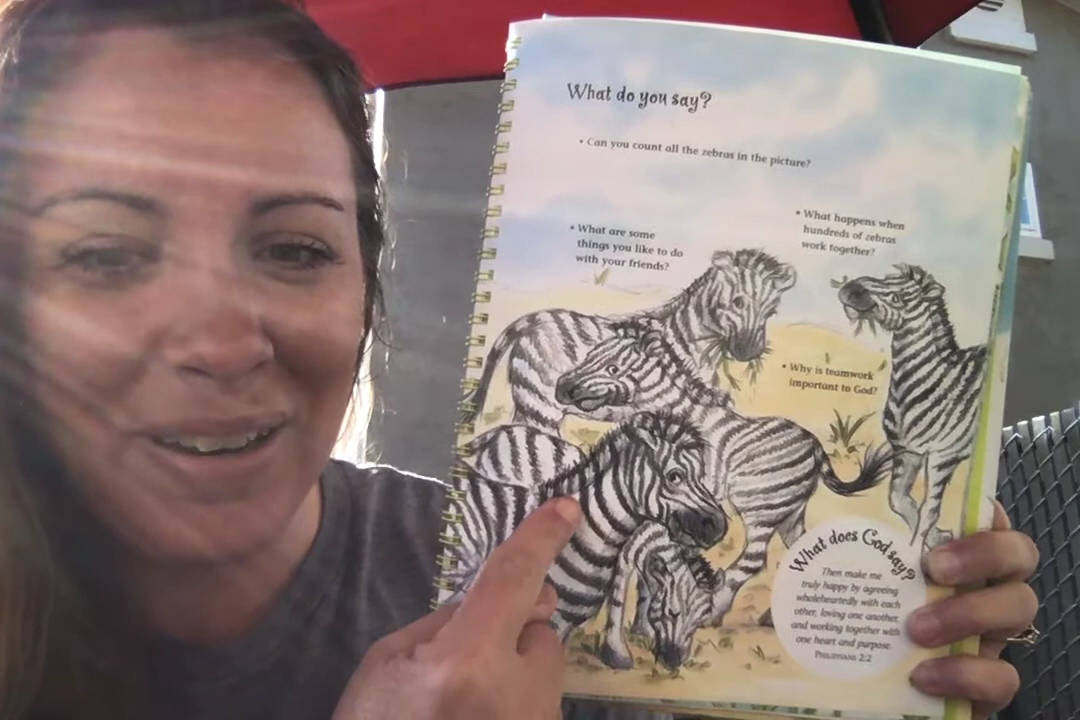 What do you say?
• Can you count all the zebras in the picture?
• What are some
things you like to do
with your friends?
• What happens when
hundreds of zebras
work together?
• Why is teamwork
important to God?
What does God say?
Then make me
truly happy by agreeing
wholeheartedly with each
other, loving one another,
and working together with
one heart and purpose.
Philippians 2:2